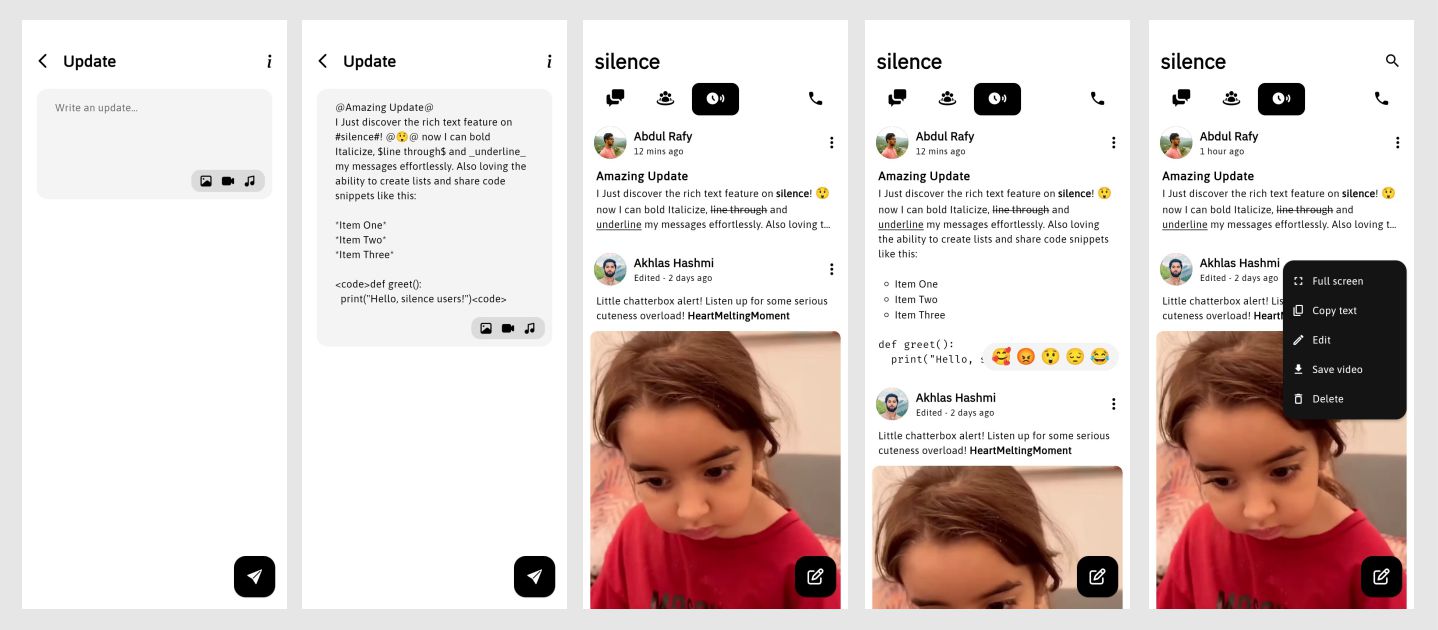 Update
i
Write an update...
Update
i
@Amazing Update@
I Just discover the rich text feature on
#silence#! @😲@ now I can bold
Italicize, $line through$ and _underline_
my messages effortlessly. Also loving the
ability to create lists and share code
snippets like this:
*Item One*
*Item Two*
*Item Three*
<code>def greet():
print("Hello, silence users!")<code>
silence
Abdul Rafy
12 mins ago
Amazing Update
I Just discover the rich text feature on silence! 😲
now I can bold Italicize, line through and
underline my messages effortlessly. Also loving t...
Akhlas Hashmi
Edited - 2 days ago
Little chatterbox alert! Listen up for some serious
cuteness overload! HeartMeltingMoment
silence
Abdul Rafy
12 mins ago
Amazing Update
I Just discover the rich text feature on silence! 😲
now I can bold Italicize, line through and
underline my messages effortlessly. Also loving
the ability to create lists and share code snippets
like this:
Item One
Item Two
Item Three
def greet():
print("Hello, s
🥰 😡 😲 😔 😂
Akhlas Hashmi
Edited - 2 days ago
Little chatterbox alert! Listen up for some serious
cuteness overload! HeartMeltingMoment
silence
Abdul Rafy
1 hour ago
Amazing Update
I Just discover the rich text feature on silence! 😲
now I can bold Italicize, line through and
underline my messages effortlessly. Also loving t...
Akhlas Hashmi
Edited - 2 days ago
Little chatterbox alert! Listen up
cuteness overload! Heart
Full screen
Copy text
Edit
Save video
Delete